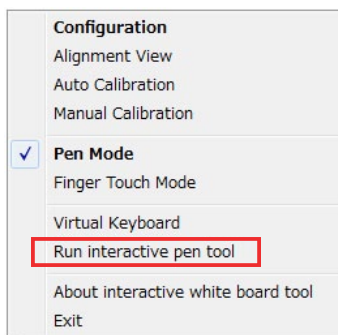 Configuration
Alignment View
Auto Calibration
Manual Calibration
Pen Mode
Finger Touch Mode
Virtual Keyboard
Run interactive pen tool
About interactive white board tool
Exit